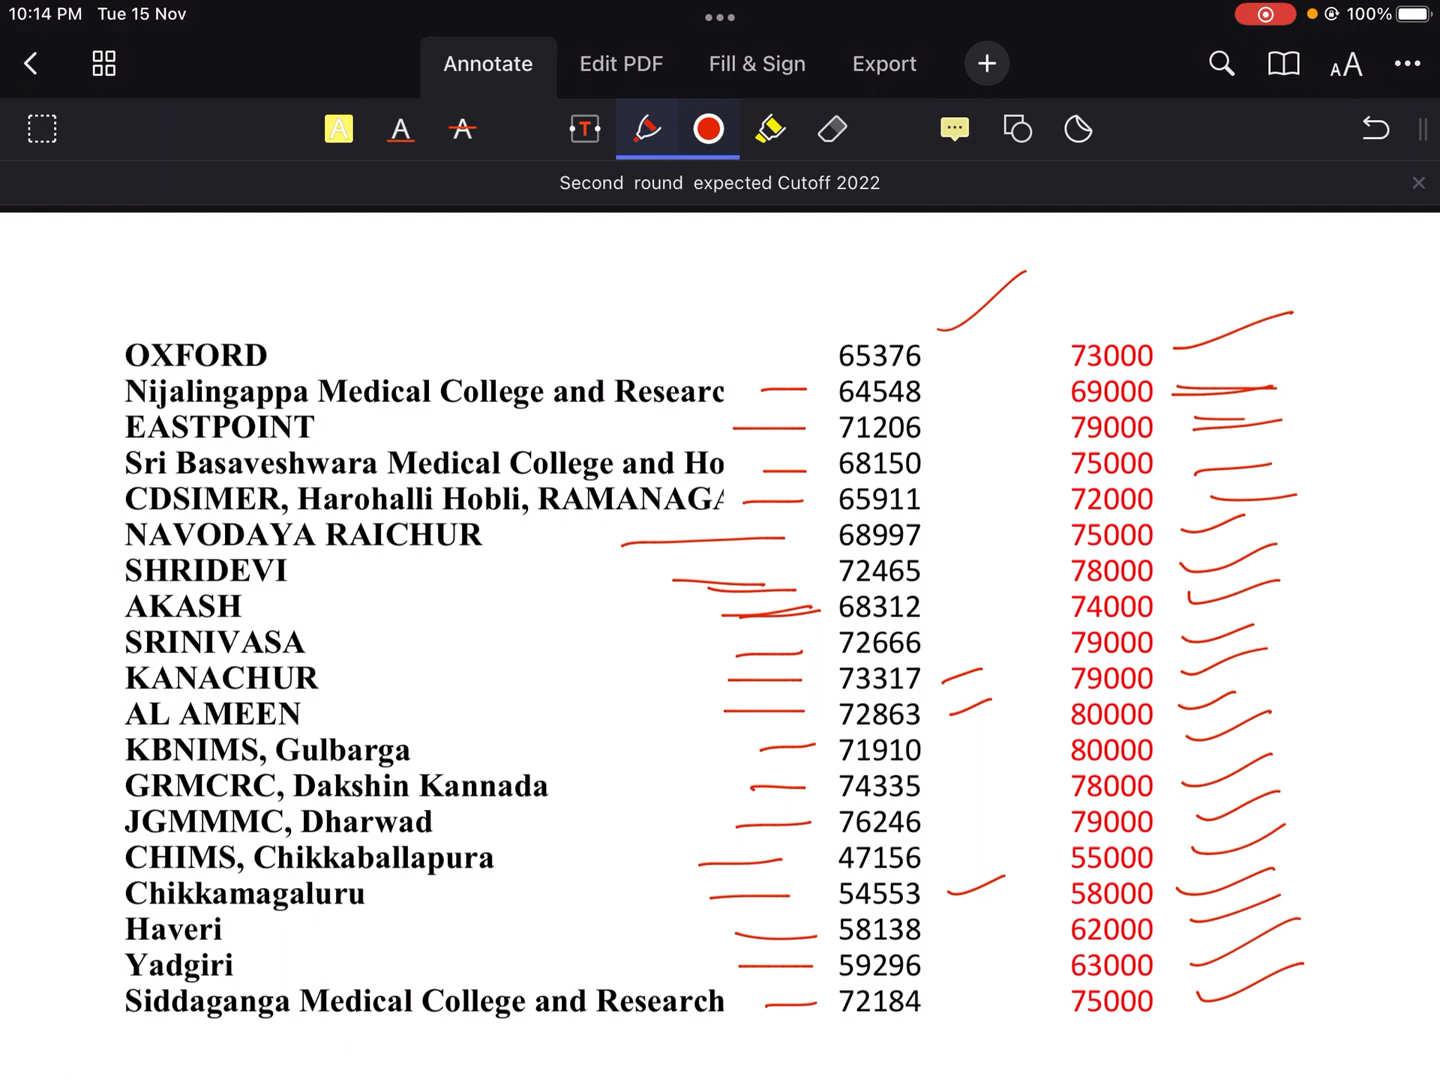 10:14 PM Tue 15 Nov 100%
Annotate Edit PDF Fill & Sign Export
Second round expected Cutoff 2022
OXFORD 65376 73000
Nijalingappa Medical College and Researc 64548 69000
EASTPOINT 71206 79000
Sri Basaveshwara Medical College and Ho 68150 75000
CDSIMER, Harohalli Hobli, RAMANAGA 65911 72000
NAVODAYA RAICHUR 68997 75000
SHRIDEVI 72465 78000
AKASH 68312 74000
SRINIVASA 72666 79000
KANACHUR 73317 79000
AL AMEEN 72863 80000
KBNIMS, Gulbarga 71910 80000
GRMCRC, Dakshin Kannada 74335 78000
JGMMMC, Dharwad 76246 79000
CHIMS, Chikkaballapura 47156 55000
Chikkamagaluru 54553 58000
Haveri 58138 62000
Yadgiri 59296 63000
Siddaganga Medical College and Research 72184 75000